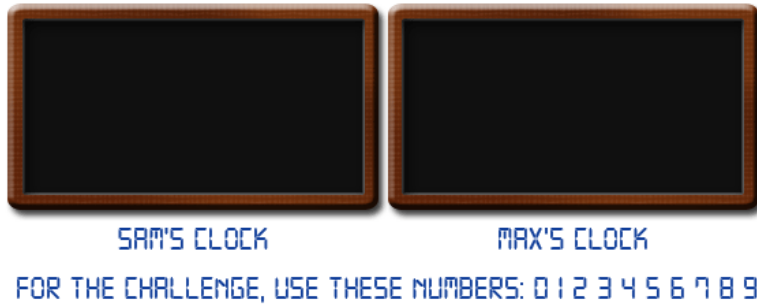 SAM'S CLOCK
MAX'S CLOCK
FOR THE CHALLENGE, USE THESE NUMBERS: 0 1 2 3 4 5 6 7 8 9